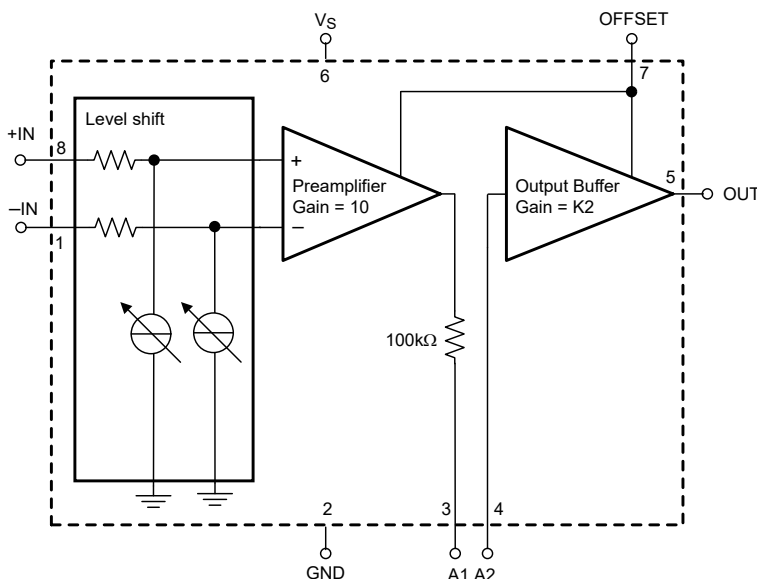 VS
OFFSET
6
7
Level shift
+IN
8
+
Preamplifier
Gain = 10
–
Output Buffer
Gain = K2
5
OUT
–IN
1
100kΩ
2
3
4
GND
A1 A2